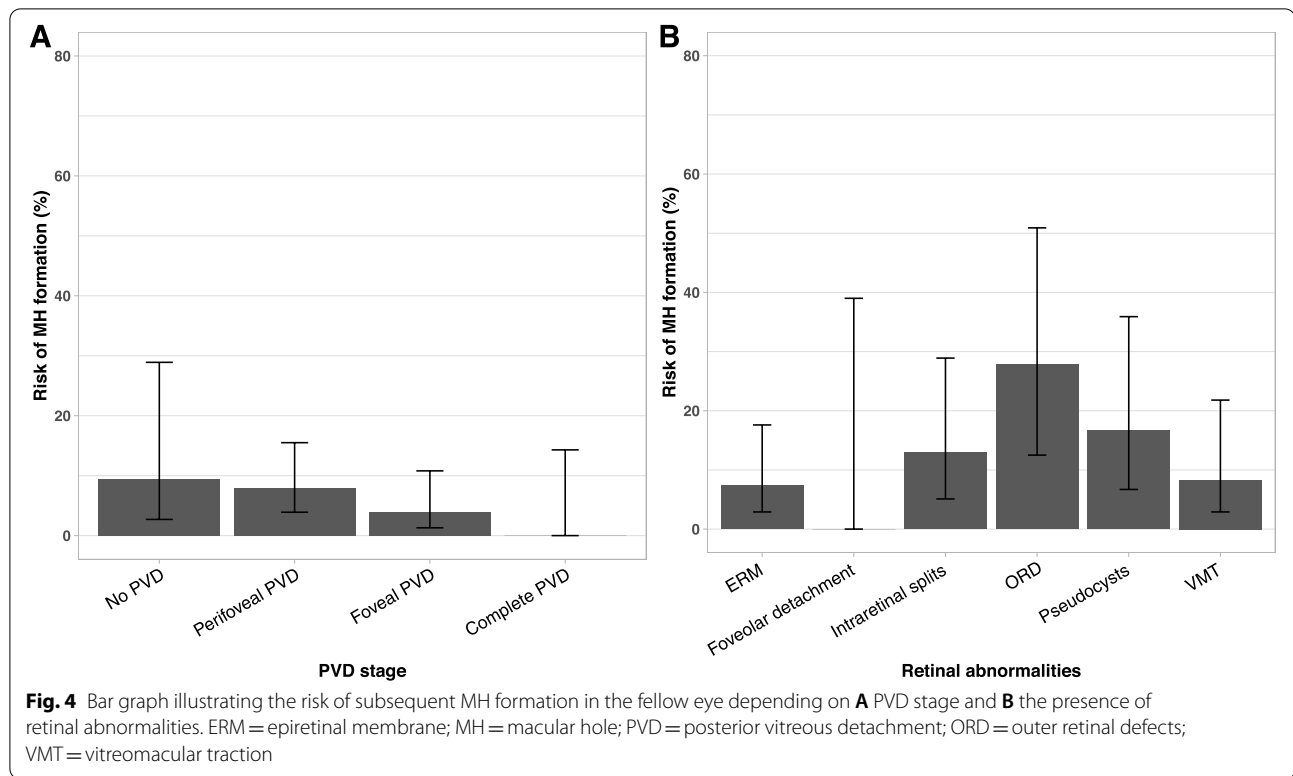 A
80
60
40
20
0
Risk of MH formation (%)
No PVD
Perifoveal PVD
Foveal PVD
Complete PVD
PVD stage
B
80
60
40
20
0
Risk of MH formation (%)
ERM
Foveolar detachment
Intraretinal splits
ORD
Pseudocysts
VMT
Retinal abnormalities
Fig. 4 Bar graph illustrating the risk of subsequent MH formation in the fellow eye depending on A PVD stage and B the presence of
retinal abnormalities. ERM = epiretinal membrane; MH = macular hole; PVD = posterior vitreous detachment; ORD = outer retinal defects;
VMT = vitreomacular traction